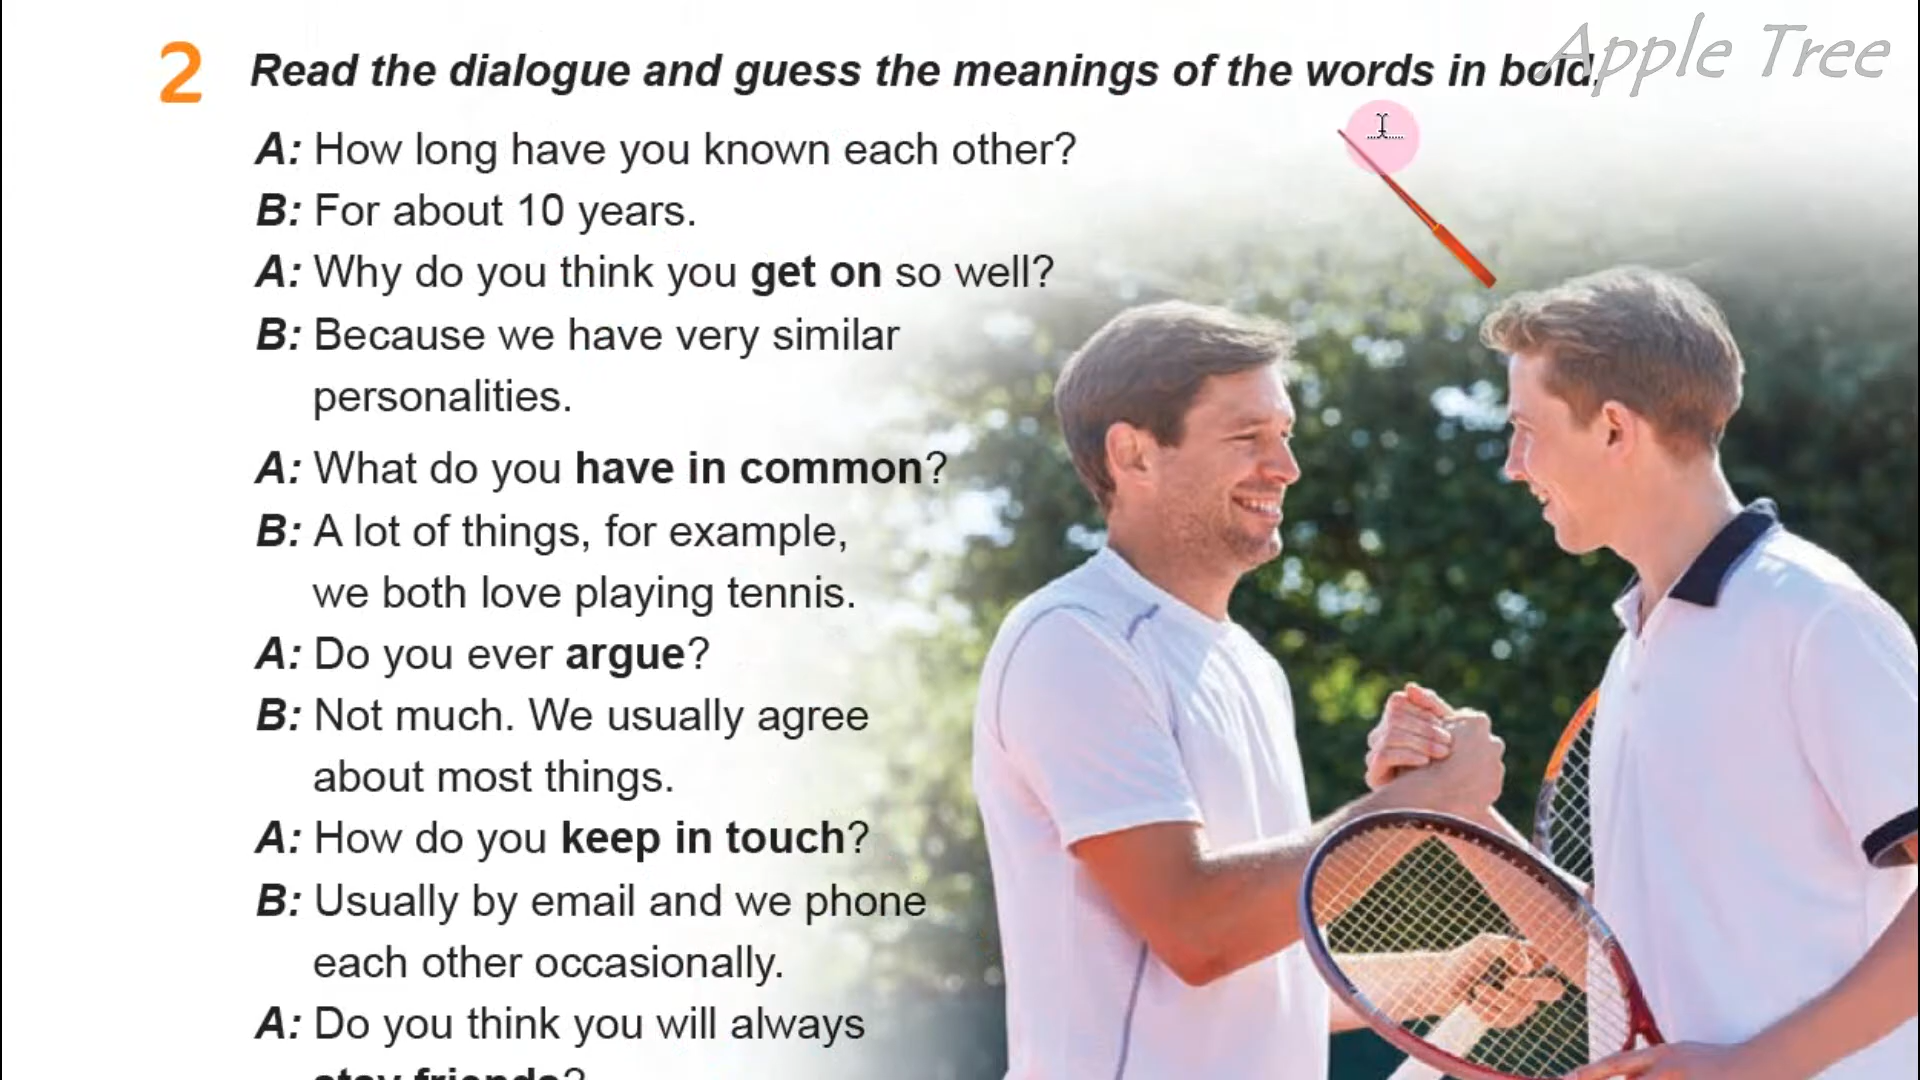 Apple Tree
2 Read the dialogue and guess the meanings of the words in bold.
A: How long have you known each other?
B: For about 10 years.
A: Why do you think you get on so well?
B: Because we have very similar
personalities.
A: What do you have in common?
B: A lot of things, for example,
we both love playing tennis.
A: Do you ever argue?
B: Not much. We usually agree
about most things.
A: How do you keep in touch?
B: Usually by email and we phone
each other occasionally.
A: Do you think you will always
stay friends?